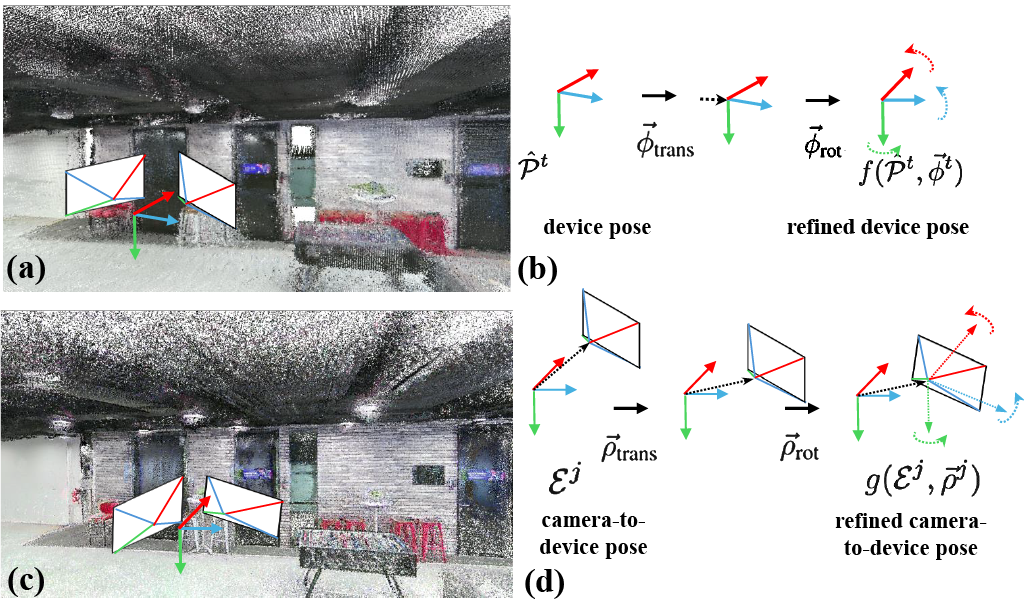 (a)
$\hat{\mathcal{P}}^t$
$\vec{\phi}_{\text{trans}}$
$\vec{\phi}_{\text{rot}}$
$f(\hat{\mathcal{P}}^t, \vec{\phi}^t)$
device pose
refined device pose
(b)
(c)
$\mathcal{E}^j$
$\vec{\rho}_{\text{trans}}$
$\vec{\rho}_{\text{rot}}$
$g(\mathcal{E}^j, \vec{\rho}^j)$
camera-to-
device pose
refined camera-
to-device pose
(d)